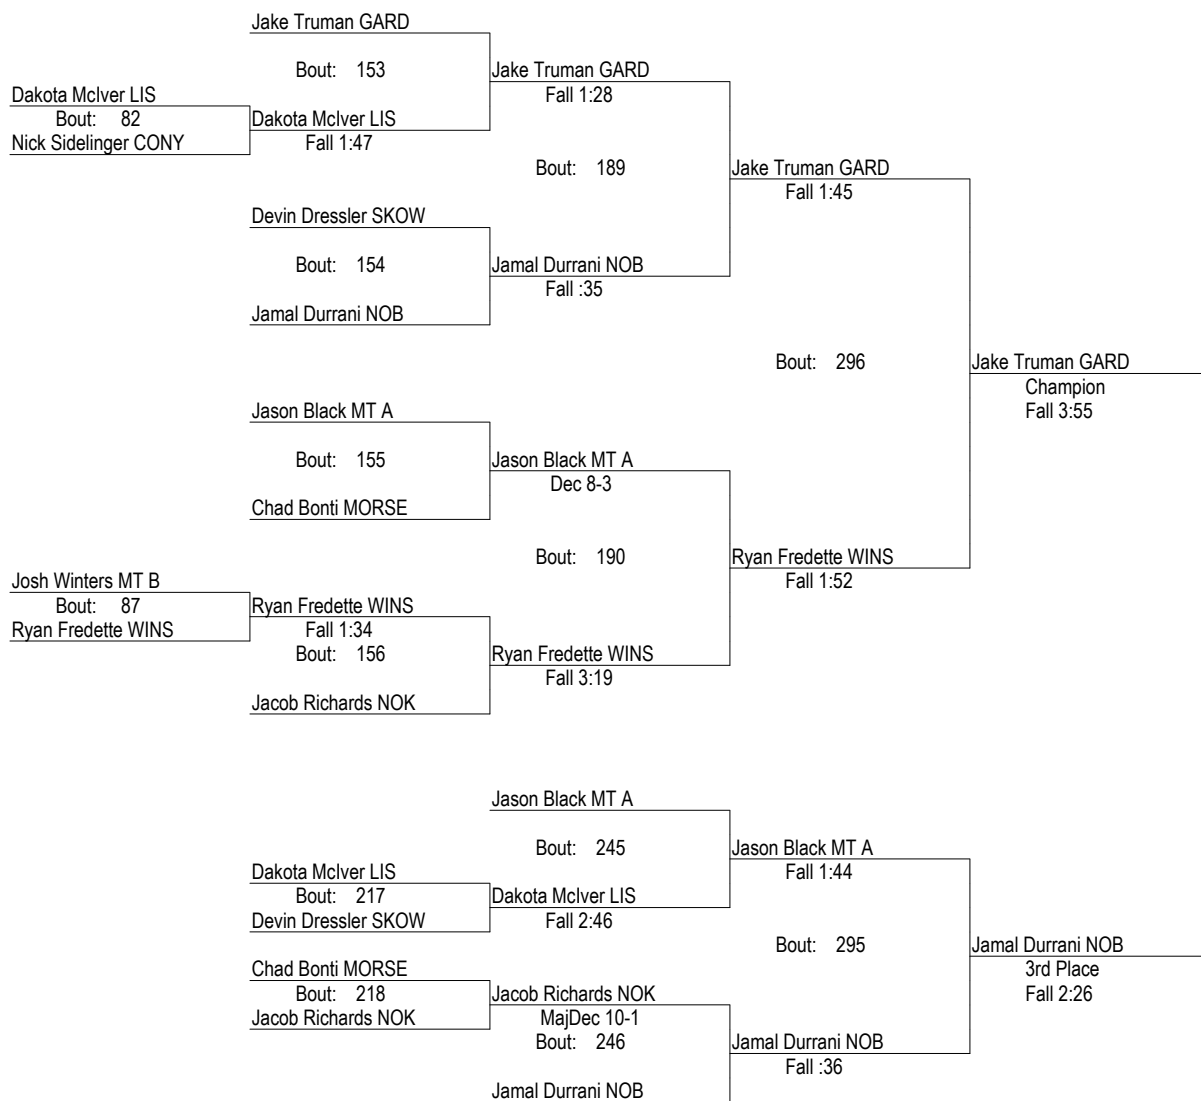 Jake Truman GARD
Bout: 153
Jake Truman GARD
Dakota McIver LIS
Fall 1:28
Bout: 82
Dakota McIver LIS
Nick Sidelinger CONY
Fall 1:47
Bout: 189
Jake Truman GARD
Fall 1:45
Devin Dressler SKOW
Bout: 154
Jamal Durrani NOB
Fall :35
Jamal Durrani NOB
Bout: 296
Jake Truman GARD
Champion
Jason Black MT A
Fall 3:55
Bout: 155
Jason Black MT A
Dec 8-3
Chad Bonti MORSE
Bout: 190
Ryan Fredette WINS
Josh Winters MT B
Fall 1:52
Bout: 87
Ryan Fredette WINS
Ryan Fredette WINS
Fall 1:34
Bout: 156
Ryan Fredette WINS
Fall 3:19
Jacob Richards NOK
Jason Black MT A
Bout: 245
Jason Black MT A
Dakota McIver LIS
Fall 1:44
Bout: 217
Dakota McIver LIS
Devin Dressler SKOW
Fall 2:46
Bout: 295
Jamal Durrani NOB
Chad Bonti MORSE
3rd Place
Bout: 218
Jacob Richards NOK
Fall 2:26
Jacob Richards NOK
MajDec 10-1
Bout: 246
Jamal Durrani NOB
Fall :36
Jamal Durrani NOB